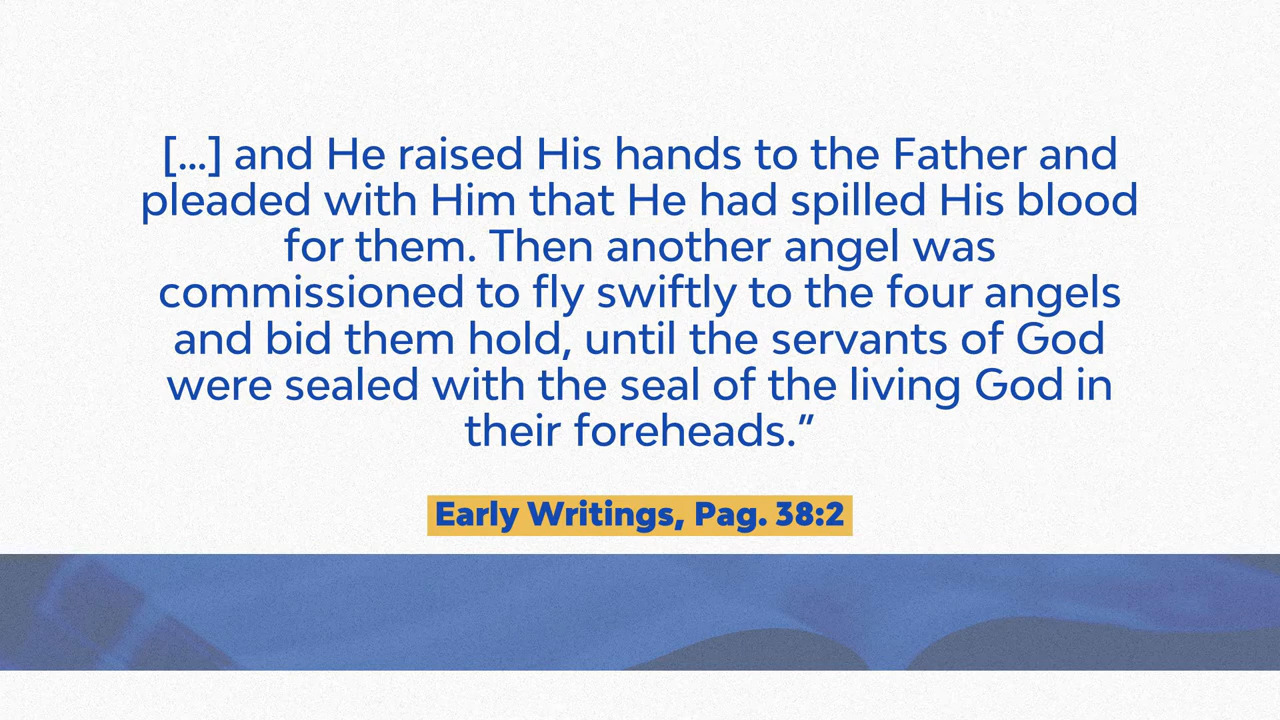 [...] and He raised His hands to the Father and
pleaded with Him that He had spilled His blood
for them. Then another angel was
commissioned to fly swiftly to the four angels
and bid them hold, until the servants of God
were sealed with the seal of the living God in
their foreheads.”
Early Writings, Pag. 38:2